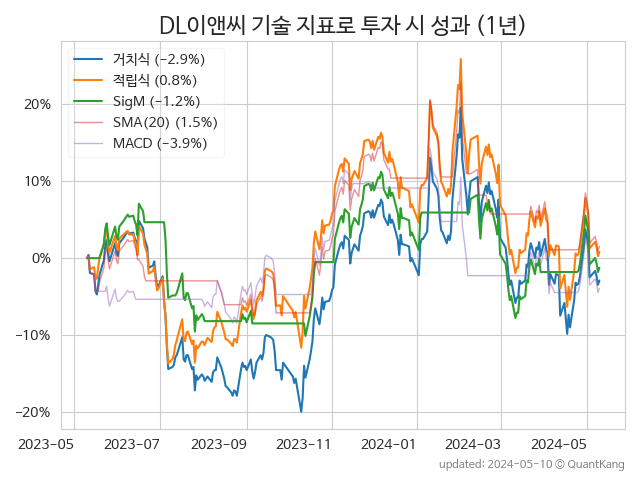 DL이앤씨 기술 지표로 투자 시 성과 (1년)
거치식 (−2.9%)
적립식 (0.8%)
SigM (−1.2%)
SMA(20) (1.5%)
MACD (−3.9%)
20%
10%
0%
−10%
−20%
2023-05 2023-07 2023-09 2023-11 2024-01 2024-03 2024-05
updated: 2024-05-10 © QuantKang